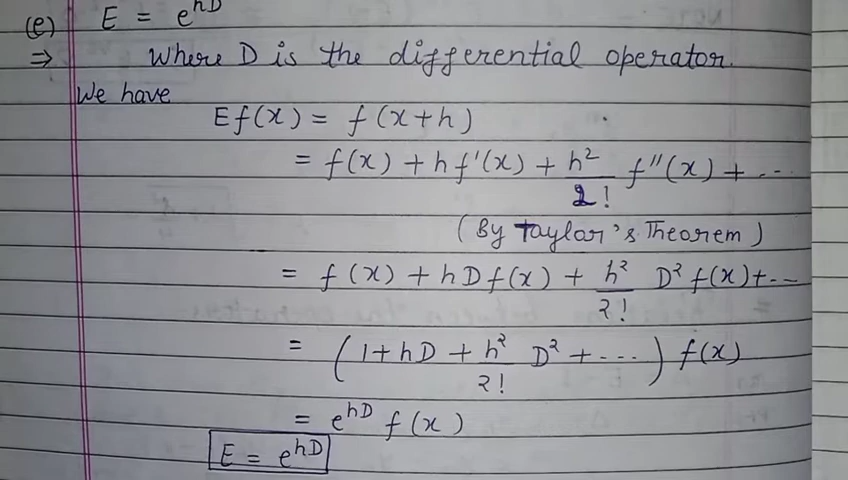 (e) E = e^{hD}
⇒ Where D is the differential operator.
We have
Ef(x) = f(x+h)
= f(x) + hf'(x) + h²/2! f''(x) + ...
(By Taylor's Theorem)
= f(x) + hDf(x) + h²/2! D²f(x)+...
= (1+hD + h²/2! D² + ....) f(x)
= e^{hD} f(x)
E = e^{hD}